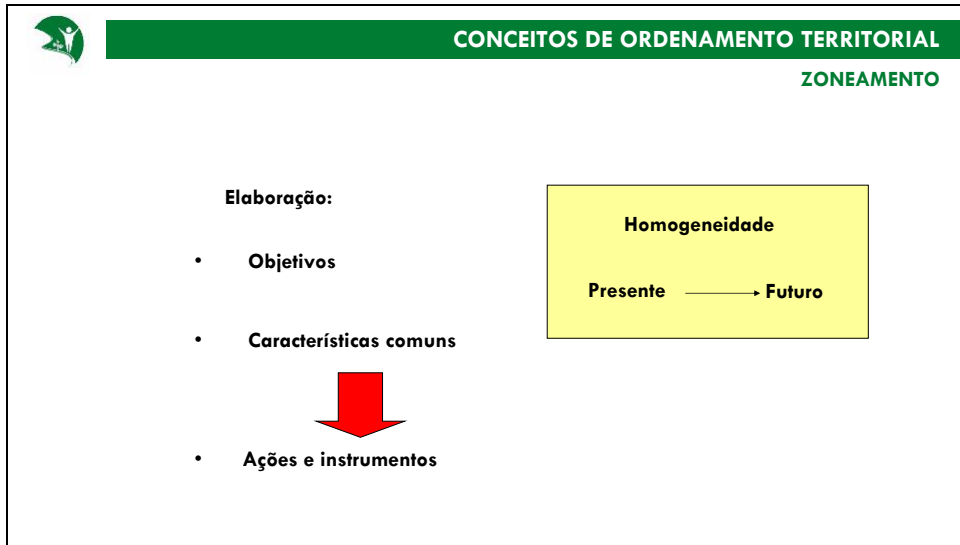 CONCEITOS DE ORDENAMENTO TERRITORIAL
ZONEAMENTO
Elaboração:
• Objetivos
• Características comuns
• Ações e instrumentos
Homogeneidade
Presente Futuro